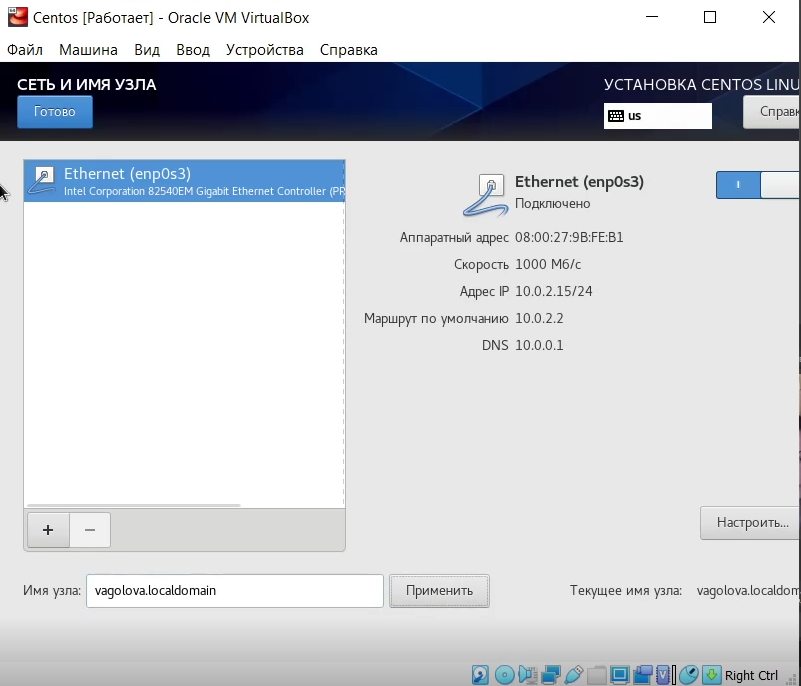 Centos [Работает] - Oracle VM VirtualBox
Файл Машина Вид Ввод Устройства Справка
СЕТЬ И ИМЯ УЗЛА
УСТАНОВКА CENTOS LINU
Готово
us
Справк
Ethernet (enp0s3)
Intel Corporation 82540EM Gigabit Ethernet Controller (PR
Ethernet (enp0s3)
Подключено
Аппаратный адрес 08:00:27:9B:FE:B1
Скорость 1000 Мб/с
Адрес IP 10.0.2.15/24
Маршрут по умолчанию 10.0.2.2
DNS 10.0.0.1
+ −
Настроить...
Имя узла: vagolova.localdomain Применить Текущее имя узла: vagolova.localdom
Right Ctrl